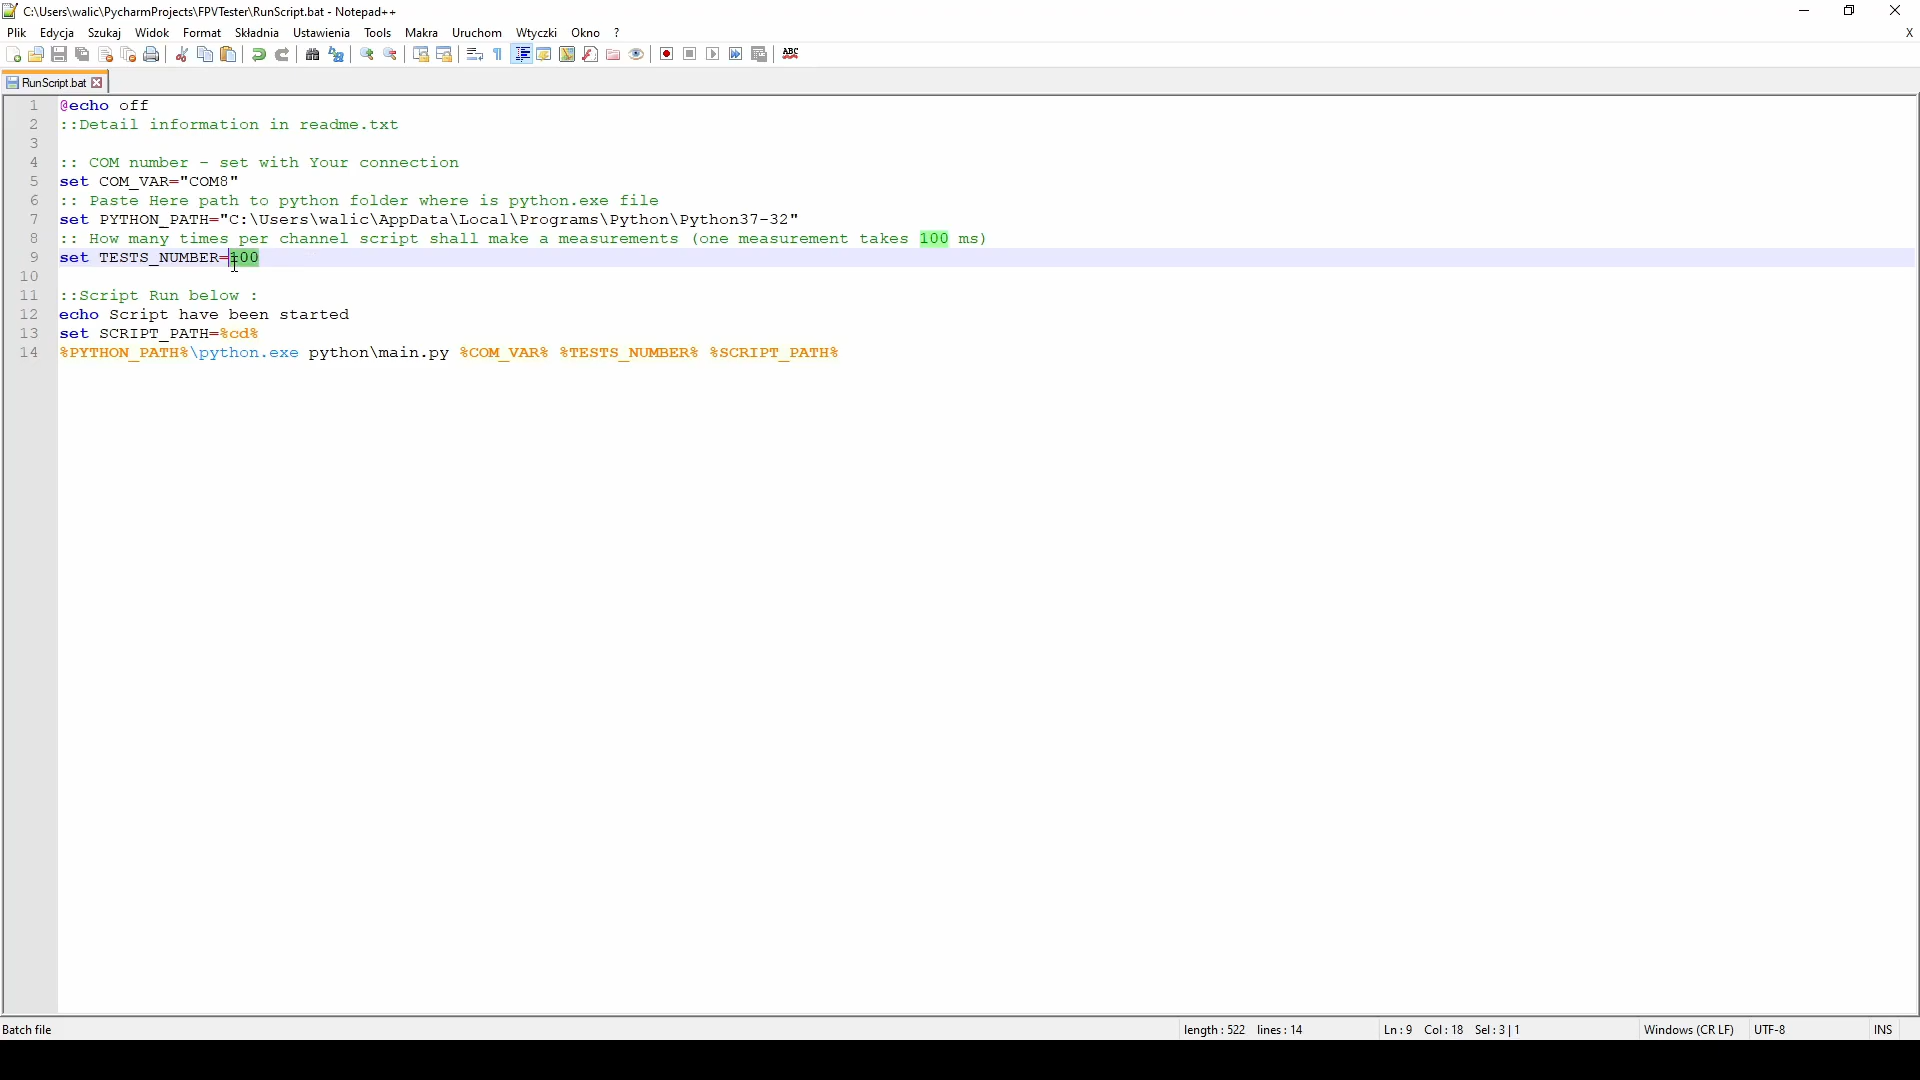 C:\Users\walic\PycharmProjects\FPVTester\RunScript.bat - Notepad++
Plik Edycja Szukaj Widok Format Składnia Ustawienia Tools Makra Uruchom Wtyczki Okno ? X
ABC
RunScript.bat
1 @echo off
2 ::Detail information in readme.txt
3
4 :: COM number - set with Your connection
5 set COM_VAR="COM8"
6 :: Paste Here path to python folder where is python.exe file
7 set PYTHON_PATH="C:\Users\walic\AppData\Local\Programs\Python\Python37-32"
8 :: How many times per channel script shall make a measurements (one measurement takes 100 ms)
9 set TESTS_NUMBER=100
10
11 ::Script Run below :
12 echo Script have been started
13 set SCRIPT_PATH=%cd%
14 %PYTHON_PATH%\python.exe python\main.py %COM_VAR% %TESTS_NUMBER% %SCRIPT_PATH%
Batch file length : 522 lines : 14 Ln : 9 Col : 18 Sel : 3 | 1 Windows (CR LF) UTF-8 INS